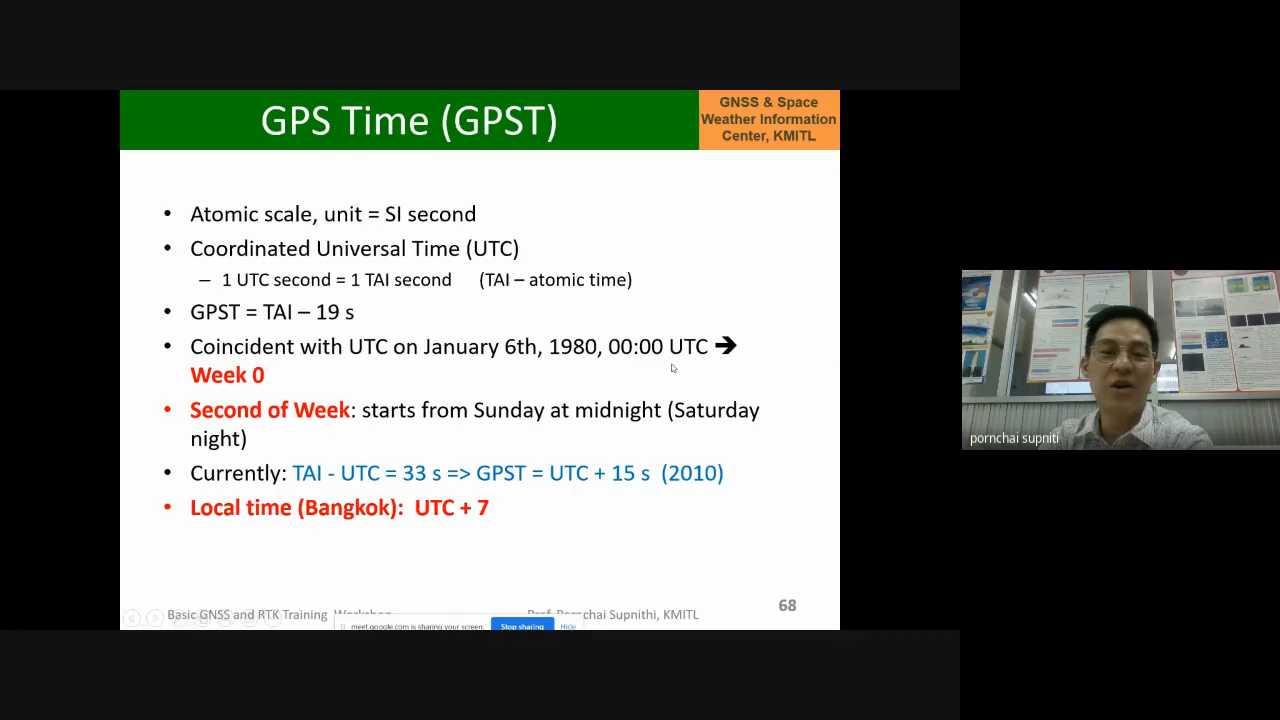 GPS Time (GPST)
GNSS & Space
Weather Information
Center, KMITL
• Atomic scale, unit = SI second
• Coordinated Universal Time (UTC)
– 1 UTC second = 1 TAI second (TAI – atomic time)
• GPST = TAI – 19 s
• Coincident with UTC on January 6th, 1980, 00:00 UTC ➔
Week 0
• Second of Week: starts from Sunday at midnight (Saturday
night)
• Currently: TAI - UTC = 33 s => GPST = UTC + 15 s (2010)
• Local time (Bangkok): UTC + 7
Basic GNSS and RTK Training Workshop
Prof. Pornchai Supnithi, KMITL
68
meet.google.com is sharing your screen.
Stop sharing
Hide
pornchai supniti